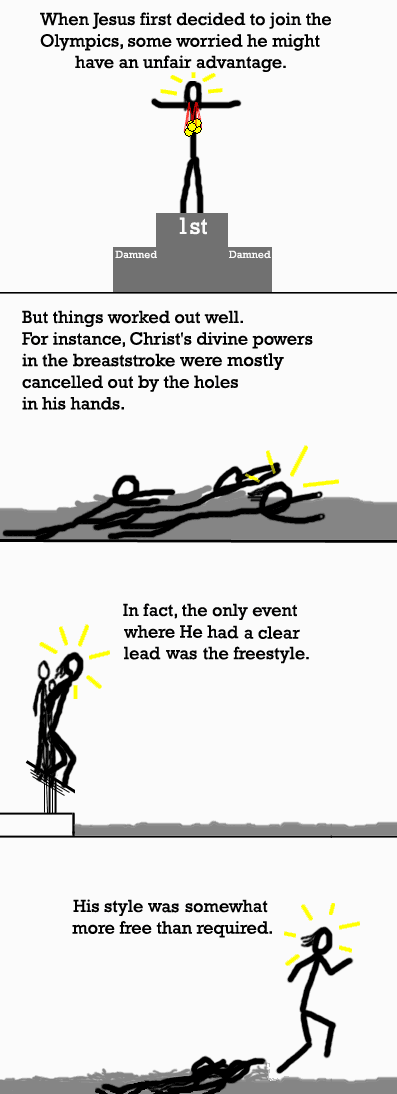 When Jesus first decided to join the
Olympics, some worried he might
have an unfair advantage.
1st
Damned
Damned
But things worked out well.
For instance, Christ's divine powers
in the breaststroke were mostly
cancelled out by the holes
in his hands.
In fact, the only event
where He had a clear
lead was the freestyle.
His style was somewhat
more free than required.